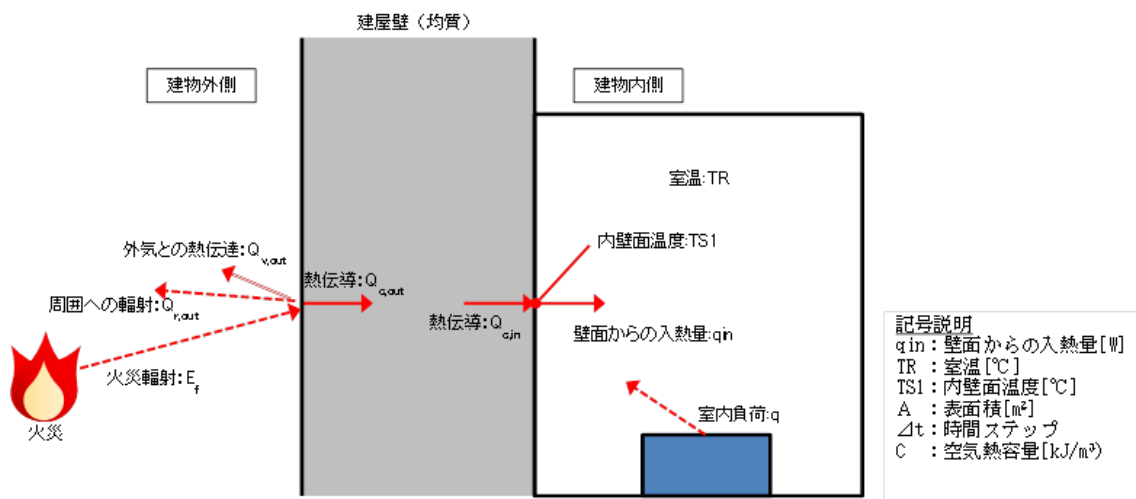 建屋壁（均質）
建物外側
建物内側
室温:TR
外気との熱伝達:Qv,out
内壁面温度:TS1
熱伝導:Qc,out
周囲への輻射:Qr,out
熱伝導:Qc,in
壁面からの入熱量:qin
火災輻射:Ef
室内負荷:q
火災
記号説明
qin：壁面からの入熱量[W]
TR ：室温[℃]
TS1：内壁面温度[℃]
A ：表面積[m²]
⊿t：時間ステップ
C ：空気熱容量[kJ/m³)